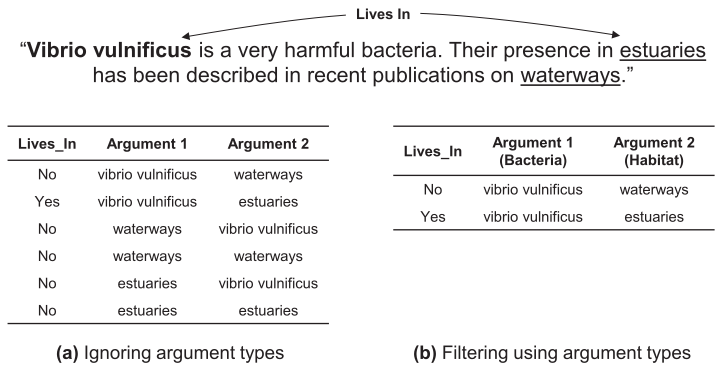 Lives In
“Vibrio vulnificus is a very harmful bacteria. Their presence in estuaries
has been described in recent publications on waterways.”
Lives_In Argument 1 Argument 2
No vibrio vulnificus waterways
Yes vibrio vulnificus estuaries
No waterways vibrio vulnificus
No waterways waterways
No estuaries vibrio vulnificus
No estuaries estuaries
(a) Ignoring argument types
Lives_In Argument 1 (Bacteria) Argument 2 (Habitat)
No vibrio vulnificus waterways
Yes vibrio vulnificus estuaries
(b) Filtering using argument types